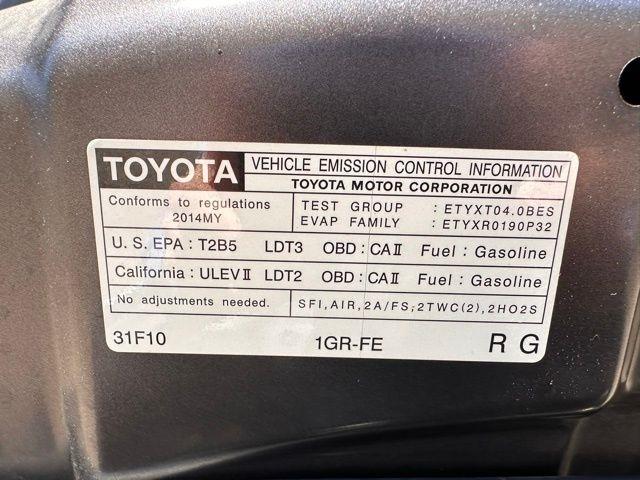 TOYOTA VEHICLE EMISSION CONTROL INFORMATION
TOYOTA MOTOR CORPORATION
Conforms to regulations
2014MY
TEST GROUP : ETYXT04.0BES
EVAP FAMILY : ETYXR0190P32
U. S. EPA : T2B5 LDT3 OBD : CAⅡ Fuel : Gasoline
California : ULEVⅡ LDT2 OBD : CAⅡ Fuel : Gasoline
No adjustments needed.
SFI,AIR,2A/FS,2TWC(2),2HO2S
31F10 1GR-FE R G